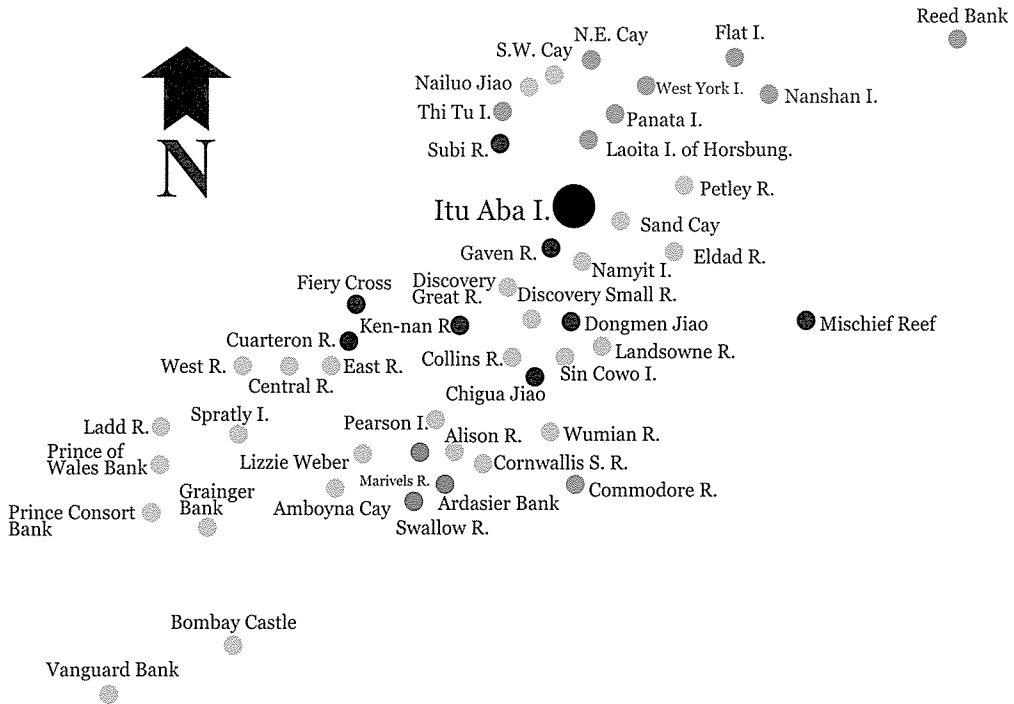 Reed Bank
N.E. Cay
Flat I.
S.W. Cay
Nailuo Jiao
West York I.
Nanshan I.
Thi Tu I.
Panata I.
Subi R.
Laoita I. of Horsbung.
N
Petley R.
Itu Aba I.
Sand Cay
Gaven R.
Eldad R.
Namyit I.
Fiery Cross
Discovery
Great R.
Discovery Small R.
Ken-nan R
Dongmen Jiao
Mischief Reef
Cuarteron R.
Landsowne R.
West R.
East R.
Collins R.
Sin Cowo I.
Central R.
Chigua Jiao
Spratly I.
Ladd R.
Pearson I.
Alison R.
Wumian R.
Prince of
Wales Bank
Lizzie Weber
Cornwallis S. R.
Marivels R.
Grainger
Bank
Commodore R.
Prince Consort
Bank
Amboyna Cay
Ardasier Bank
Swallow R.
Bombay Castle
Vanguard Bank